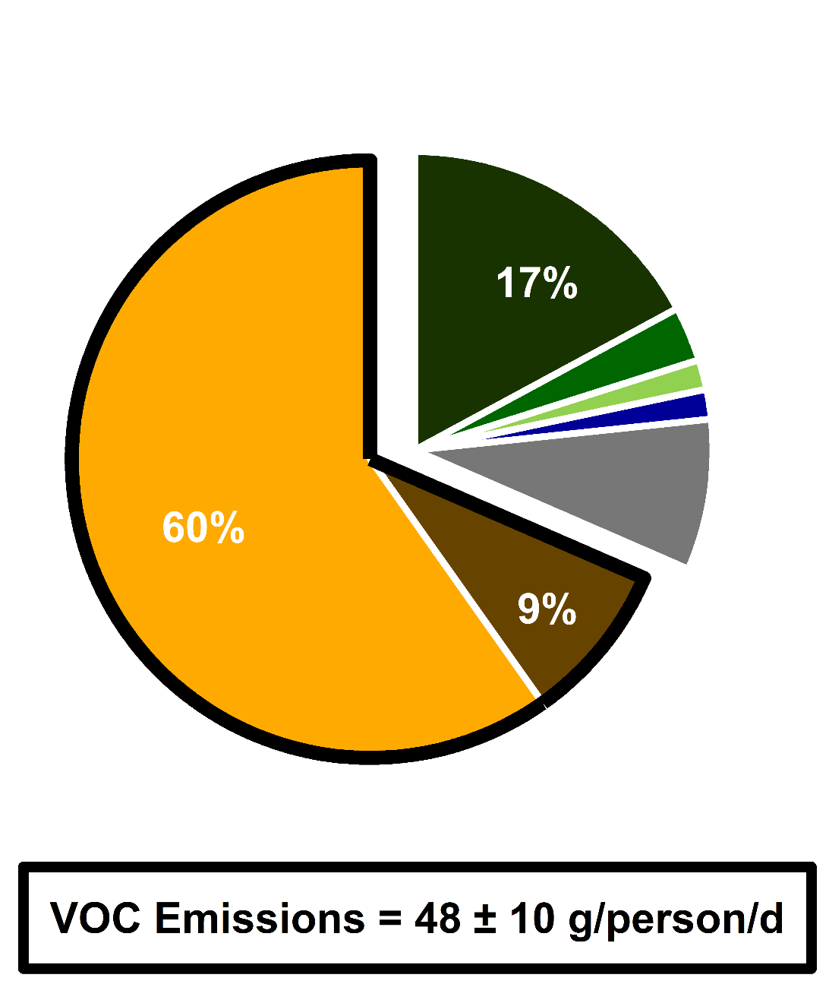 17%
60%
9%
VOC Emissions = 48 ± 10 g/person/d